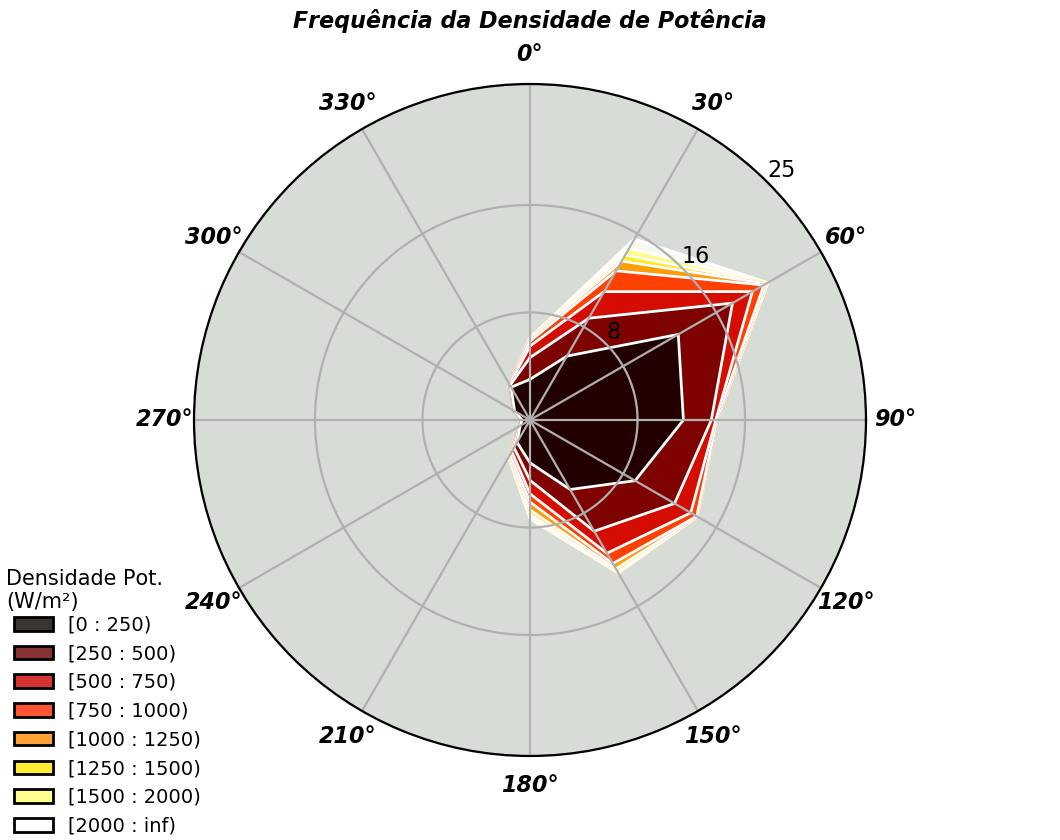 Frequência da Densidade de Potência
0°
330°
30°
25
300°
60°
16
8
270°
90°
240°
120°
210°
150°
180°
Densidade Pot.
(W/m²)
[0 : 250)
[250 : 500)
[500 : 750)
[750 : 1000)
[1000 : 1250)
[1250 : 1500)
[1500 : 2000)
[2000 : inf)